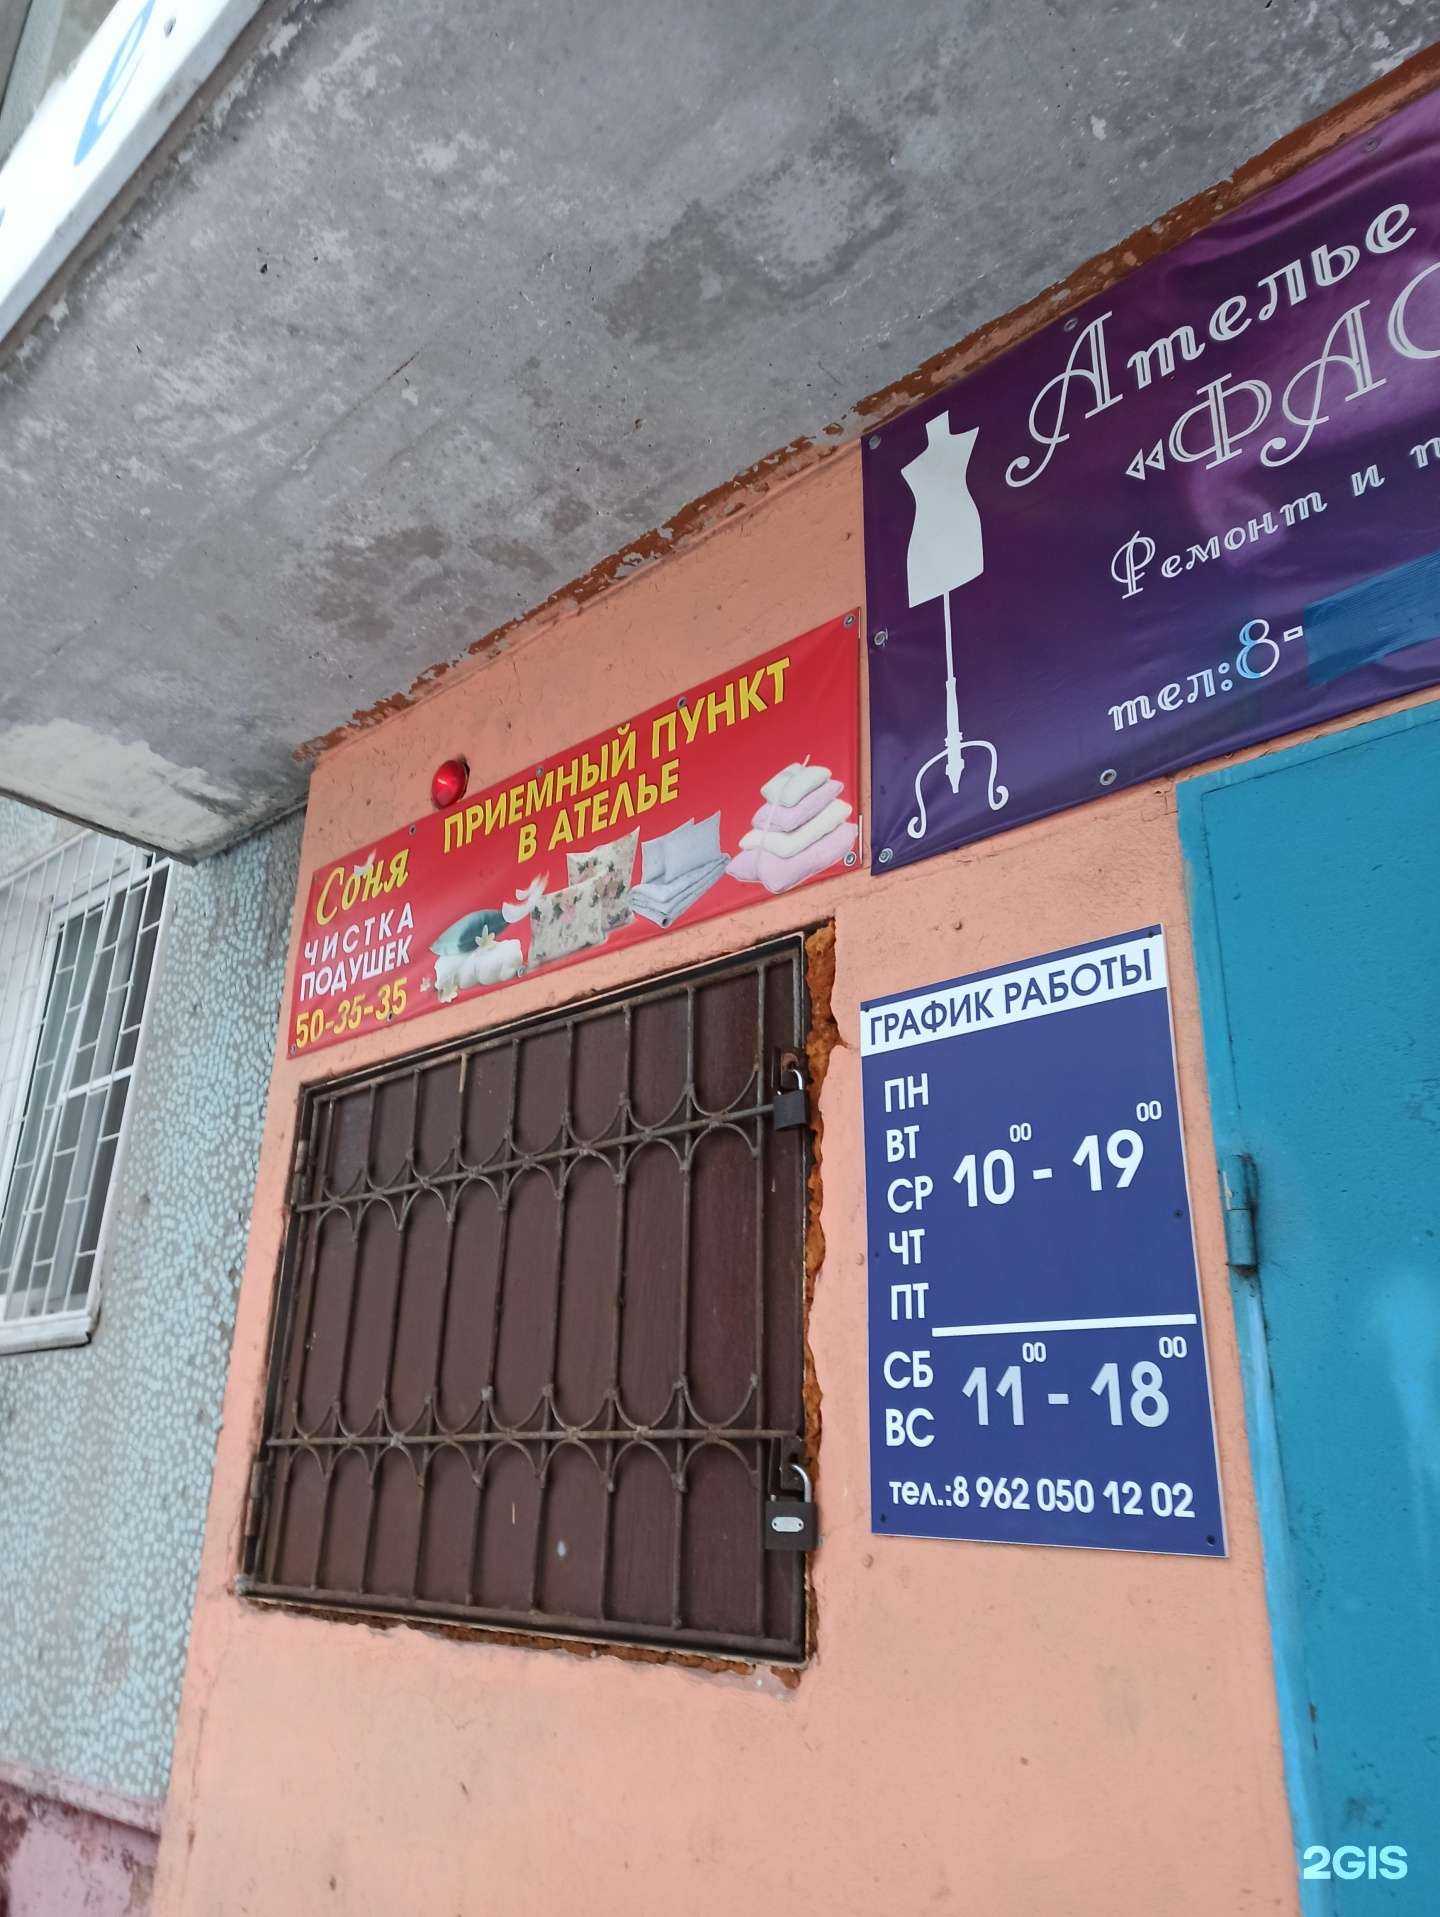 Ателье
Ремонт и
тел:8-
ПРИЕМНЫЙ ПУНКТ
В АТЕЛЬЕ
Соня
ЧИСТКА
ПОДУШЕК
50-35-35
ГРАФИК РАБОТЫ
ПН
ВТ
СР 10 00 - 19 00
ЧТ
ПТ
СБ 11 00 - 18 00
ВС
тел.:8 962 050 12 02
2GIS